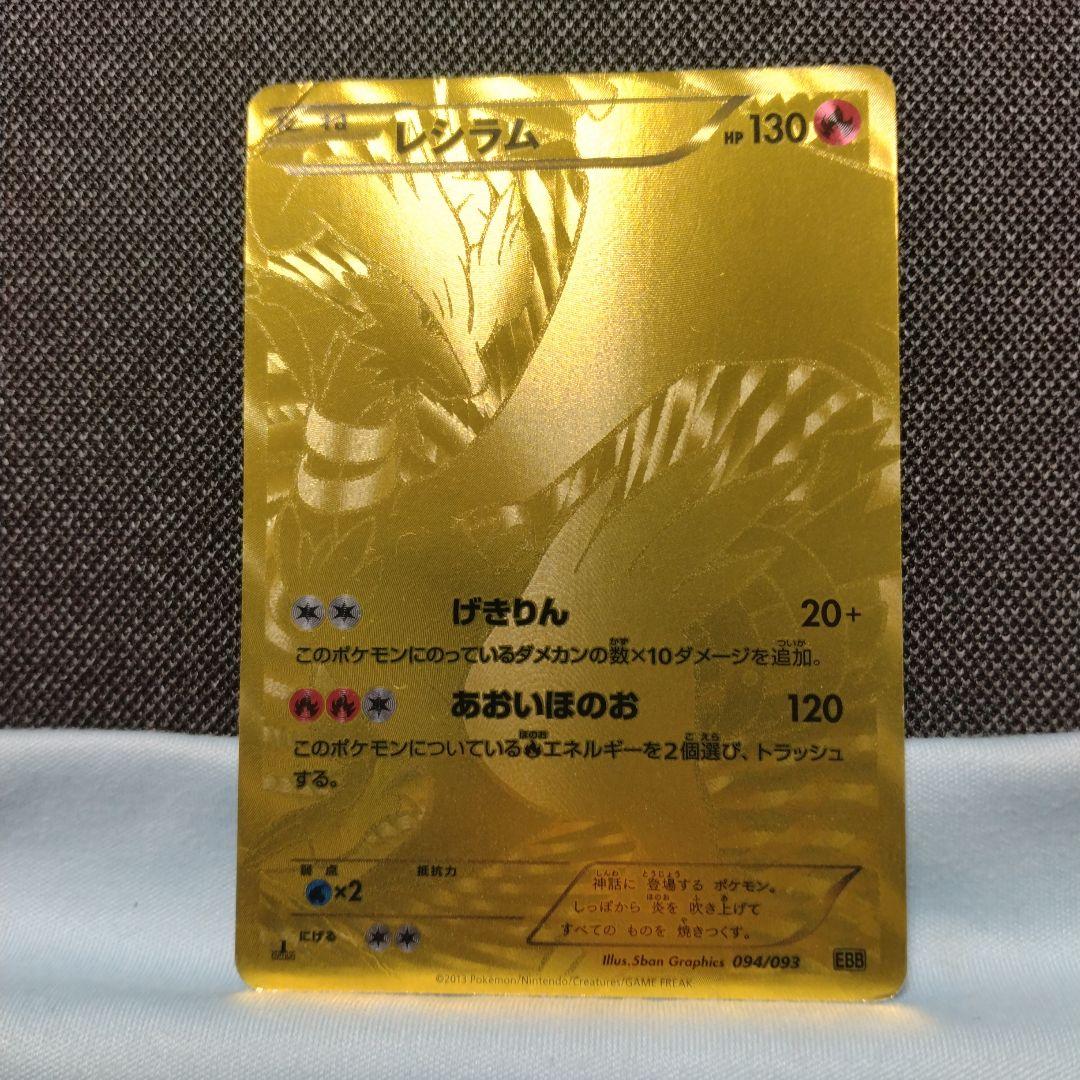 レシラム HP 130
げきりん 20+
このポケモンにのっているダメカンの数×10ダメージを追加。
あおいほのお 120
このポケモンについているエネルギーを2個選び、トラッシュ
する。
弱点 抵抗力
×2
にげる
神話に 登場する ポケモン。
しっぽから 炎を 吹き上げて
すべての ものを 焼きつくす。
Illus. 5ban Graphics 094/093 EBB
©2013 Pokémon/Nintendo/Creatures/GAME FREAK